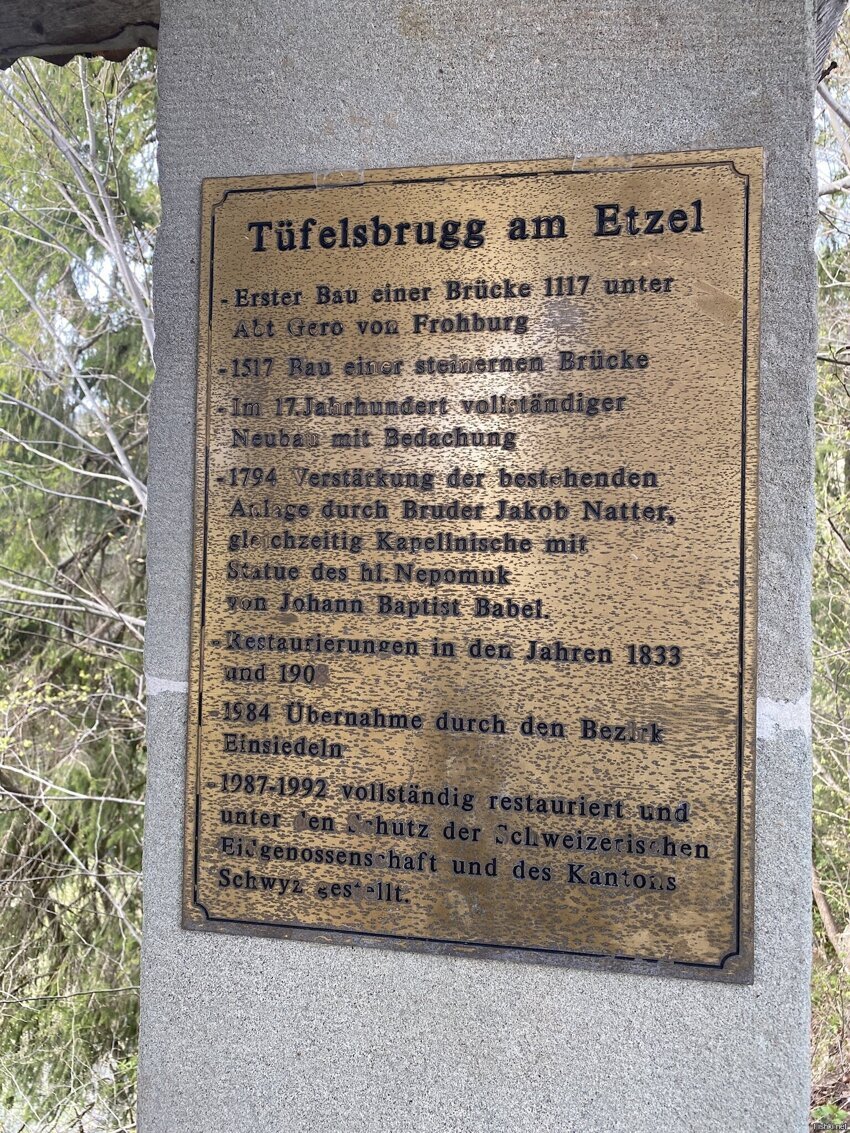 Tüfelsbrugg am Etzel
- Erster Bau einer Brücke 1117 unter
Abt Gero von Frohburg
- 1517 Bau einer steinernen Brücke
- Im 17.Jahrhundert vollständiger
Neubau mit Bedachung
- 1794 Verstärkung der bestehenden
Anlage durch Bruder Jakob Natter,
gleichzeitig Kapellnische mit
Statue des hl. Nepomuk
von Johann Baptist Babel.
- Restaurierungen in den Jahren 1833
und
- 1984 Übernahme durch den Bezirk
Einsiedeln
- 1987-1992 vollständig restauriert und
unter den Schutz der Schweizerischen
Eidgenossenschaft und des Kantons
Schwyz gestellt.
Fishki.net